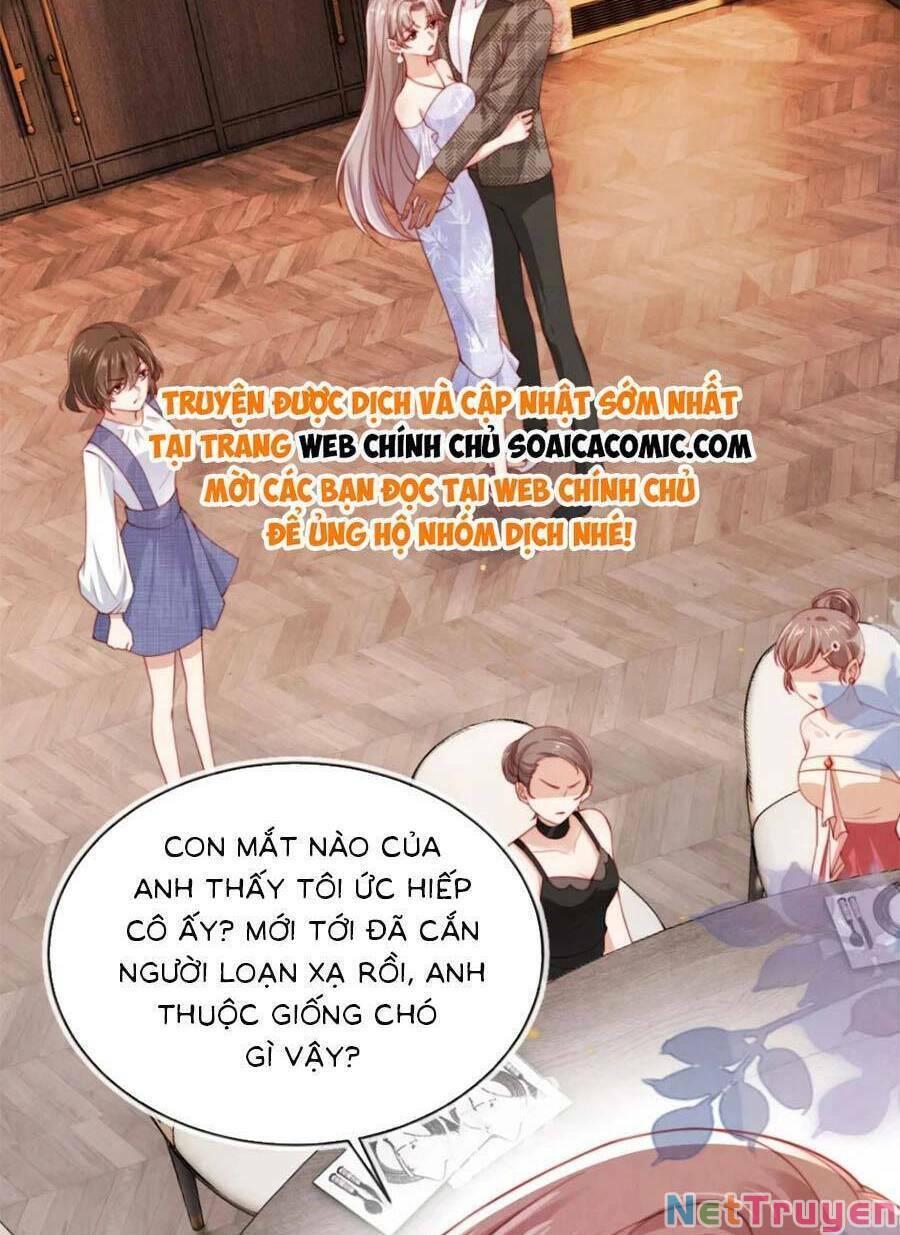 TRUYỆN ĐƯỢC DỊCH VÀ CẬP NHẬT SỚM NHẤT
TẠI TRANG WEB CHÍNH CHỦ SOAICACOMIC.COM
MỜI CÁC BẠN ĐỌC TẠI WEB CHÍNH CHỦ
ĐỂ ỦNG HỘ NHÓM DỊCH NHÉ!
CON MẮT NÀO CỦA
ANH THẤY TÔI ỨC HIẾP
CÔ ẤY? MỚI TỚI ĐÃ CẮN
NGƯỜI LOẠN XẠ RỒI, ANH
THUỘC GIỐNG CHÓ
GÌ VẬY?
NETTRUYEN